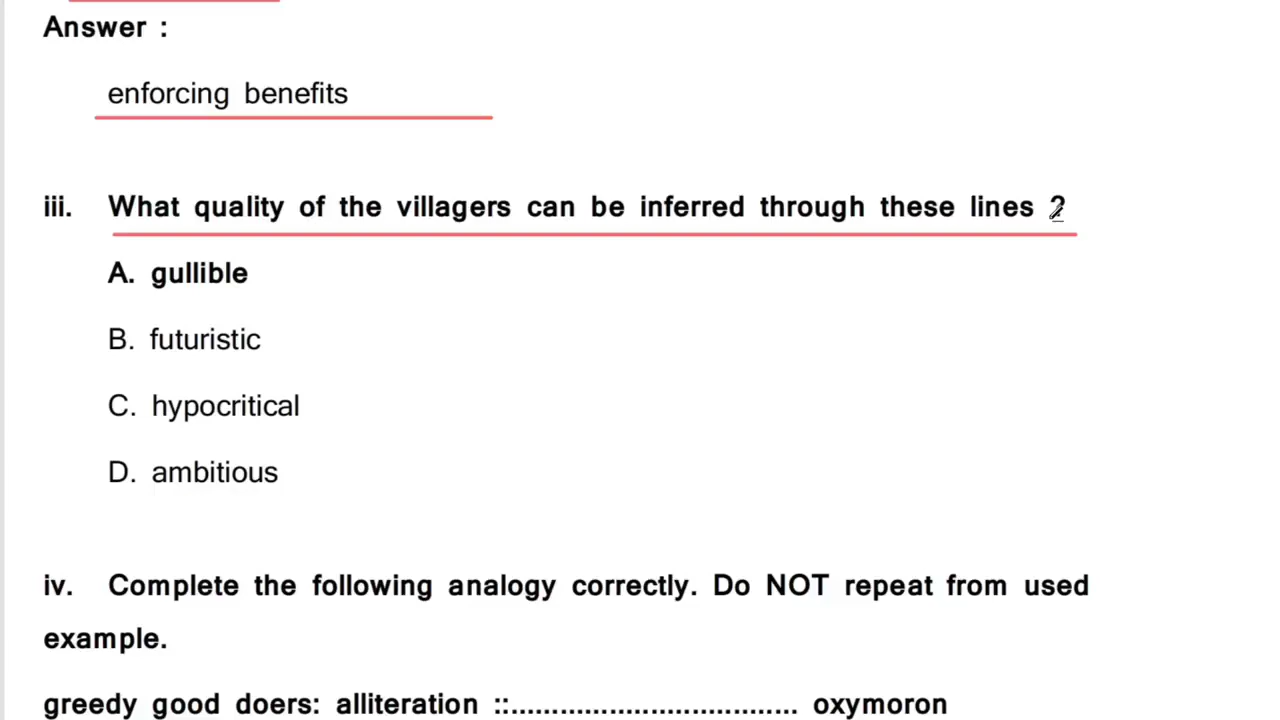 Answer :
enforcing benefits
iii. What quality of the villagers can be inferred through these lines ?
A. gullible
B. futuristic
C. hypocritical
D. ambitious
iv. Complete the following analogy correctly. Do NOT repeat from used
example.
greedy good doers: alliteration ::................................... oxymoron